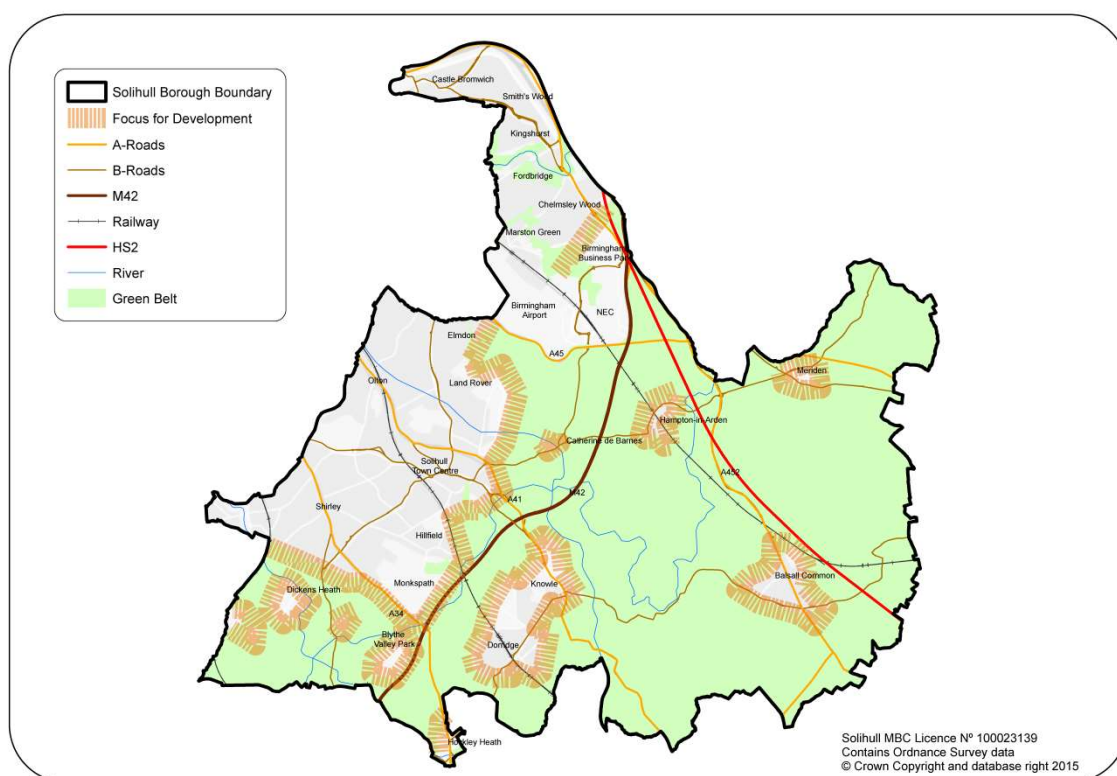 Solihull Borough Boundary
Focus for Development
A-Roads
B-Roads
M42
Railway
HS2
River
Green Belt
Castle Bromwich
Smith's Wood
Kingshurst
Fordbridge
Chelmsley Wood
Marston Green
Birmingham
Business Park
Birmingham
Airport
NEC
Elmdon
A45
Land Rover
Olton
Meriden
Hampton-in-Arden
Catherine de Barnes
Solihull
Town Centre
A452
A41
M42
Shirley
Hillfield
Monkspath
Knowle
Balsall Common
Dickens Heath
A34
Blythe
Valley Park
Dorridge
Hockley Heath
Solihull MBC Licence Nº 100023139
Contains Ordnance Survey data
© Crown Copyright and database right 2015